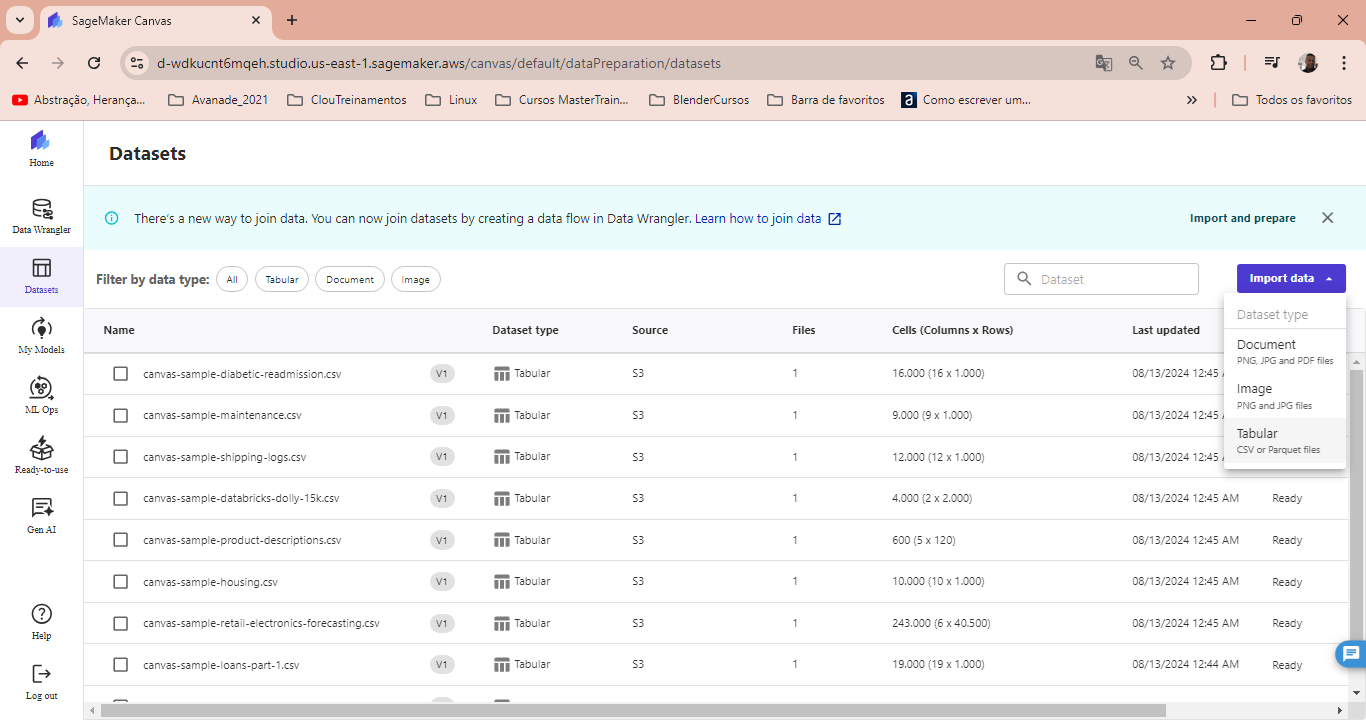 SageMaker Canvas
d-wdkucnt6mqeh.studio.us-east-1.sagemaker.aws/canvas/default/dataPreparation/datasets
Abstração, Herança... Avanade_2021 ClouTreinamentos Linux Cursos MasterTrain... BlenderCursos Barra de favoritos a Como escrever um... Todos os favoritos
Home
Data Wrangler
Datasets
My Models
ML Ops
Ready-to-use
Gen AI
Help
Log out
Datasets
There's a new way to join data. You can now join datasets by creating a data flow in Data Wrangler. Learn how to join data Import and prepare
Filter by data type: All Tabular Document Image Dataset Import data
Dataset type
Document
PNG, JPG and PDF files
Image
PNG and JPG files
Tabular
CSV or Parquet files
Name Dataset type Source Files Cells (Columns x Rows) Last updated
canvas-sample-diabetic-readmission.csv V1 Tabular S3 1 16.000 (16 x 1.000) 08/13/2024 12:45
canvas-sample-maintenance.csv V1 Tabular S3 1 9.000 (9 x 1.000) 08/13/2024 12:45
canvas-sample-shipping-logs.csv V1 Tabular S3 1 12.000 (12 x 1.000) 08/13/2024 12:45
canvas-sample-databricks-dolly-15k.csv V1 Tabular S3 1 4.000 (2 x 2.000) 08/13/2024 12:45 AM Ready
canvas-sample-product-descriptions.csv V1 Tabular S3 1 600 (5 x 120) 08/13/2024 12:45 AM Ready
canvas-sample-housing.csv V1 Tabular S3 1 10.000 (10 x 1.000) 08/13/2024 12:45 AM Ready
canvas-sample-retail-electronics-forecasting.csv V1 Tabular S3 1 243.000 (6 x 40.500) 08/13/2024 12:45 AM Ready
canvas-sample-loans-part-1.csv V1 Tabular S3 1 19.000 (19 x 1.000) 08/13/2024 12:44 AM Ready